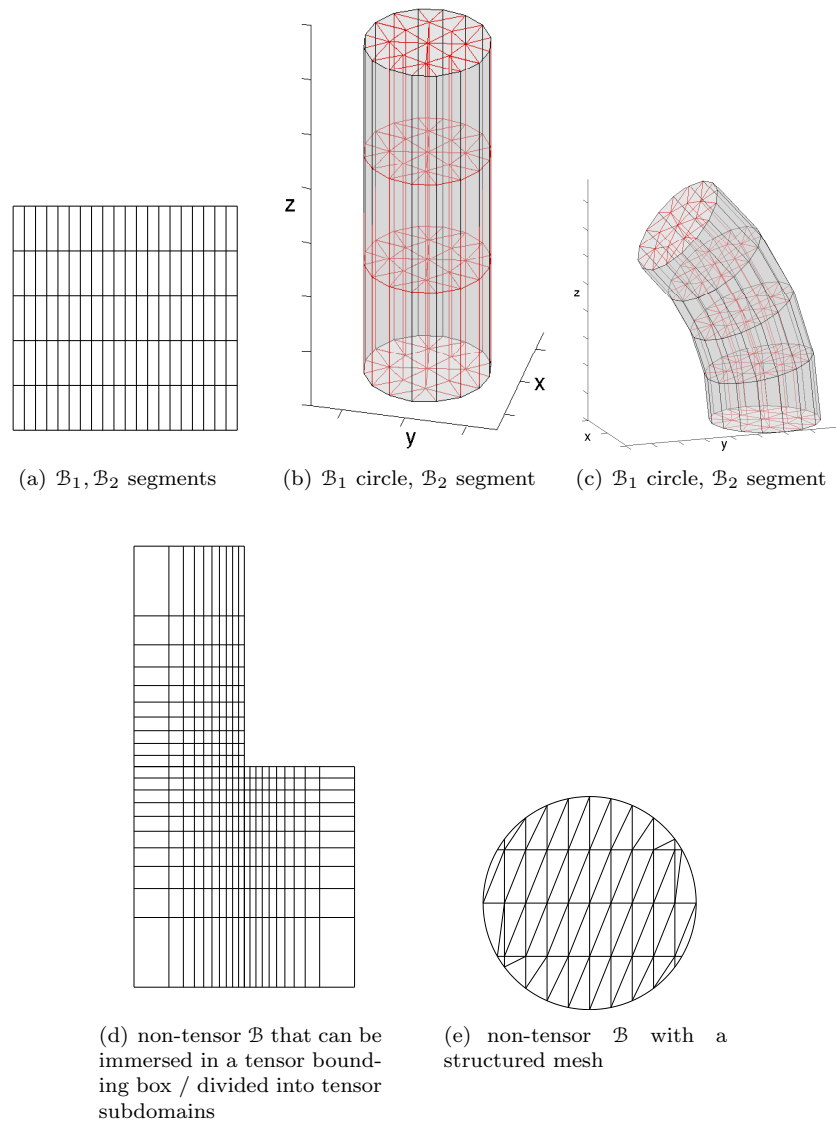 z
x
y
z
x
y
(a) ℬ₁, ℬ₂ segments
(b) ℬ₁ circle, ℬ₂ segment
(c) ℬ₁ circle, ℬ₂ segment
(d) non-tensor ℬ that can be
immersed in a tensor bound-
ing box / divided into tensor
subdomains
(e) non-tensor ℬ with a
structured mesh